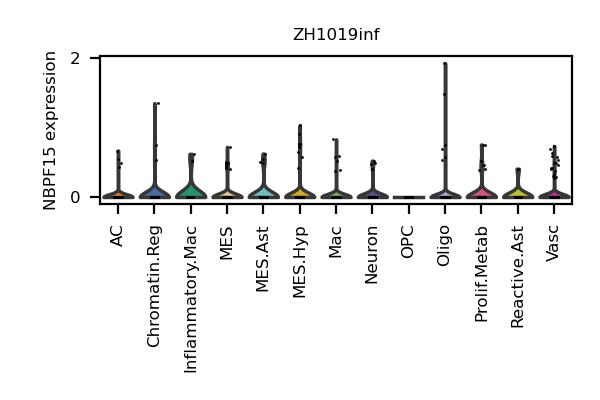 ZH1019inf
NBPF15 expression
2
0
AC
Chromatin.Reg
Inflammatory.Mac
MES
MES.Ast
MES.Hyp
Mac
Neuron
OPC
Oligo
Prolif.Metab
Reactive.Ast
Vasc